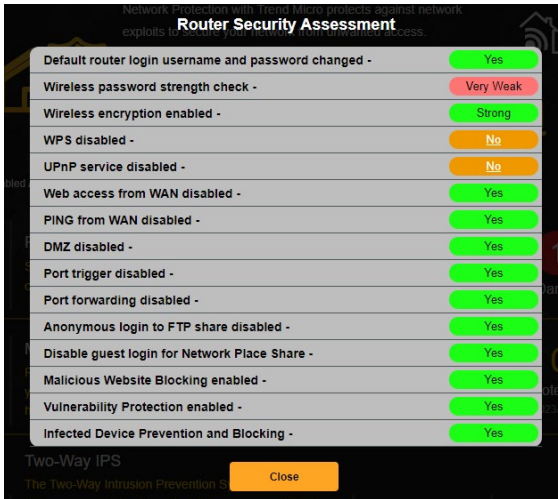 Network Protection with Trend Micro protects against network
Router Security Assessment
exploits to secure your network from unwanted access.
Default router login username and password changed - Yes
Wireless password strength check - Very Weak
Wireless encryption enabled - Strong
WPS disabled - No
UPnP service disabled - No
Web access from WAN disabled - Yes
PING from WAN disabled - Yes
DMZ disabled - Yes
Port trigger disabled - Yes
Port forwarding disabled - Yes
Anonymous login to FTP share disabled - Yes
Disable guest login for Network Place Share - Yes
Malicious Website Blocking enabled - Yes
Vulnerability Protection enabled - Yes
Infected Device Prevention and Blocking - Yes
Two-Way IPS
Close
The Two-Way Intrusion Prevention